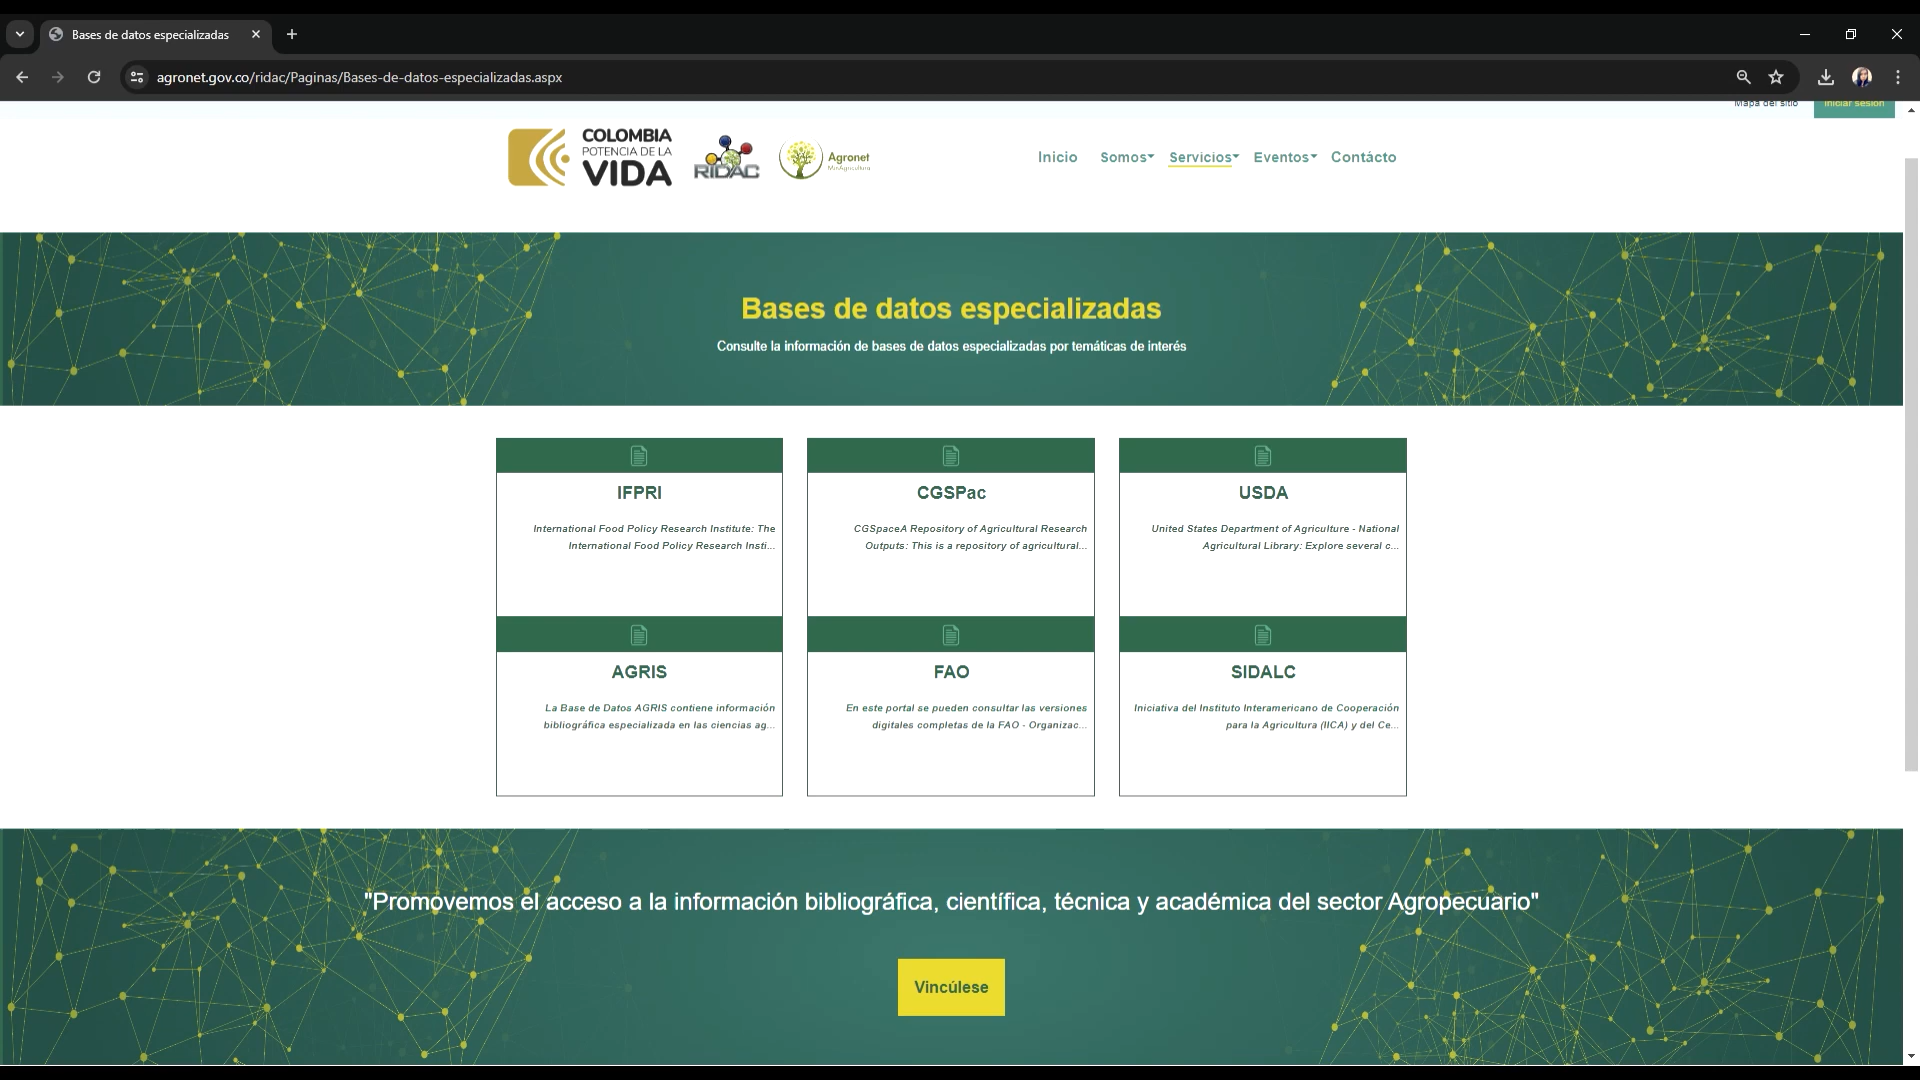 Bases de datos especializadas
agronet.gov.co/ridac/Paginas/Bases-de-datos-especializadas.aspx
Mapa del sitio
Iniciar sesión
COLOMBIA
POTENCIA DE LA
VIDA
RIDAC
Agronet
MinAgricultura
Inicio
Somos
Servicios
Eventos
Contácto
Bases de datos especializadas
Consulte la información de bases de datos especializadas por temáticas de interés
IFPRI
International Food Policy Research Institute: The
International Food Policy Research Insti...
CGSPac
CGSpaceA Repository of Agricultural Research
Outputs: This is a repository of agricultural...
USDA
United States Department of Agriculture - National
Agricultural Library: Explore several c...
AGRIS
La Base de Datos AGRIS contiene información
bibliográfica especializada en las ciencias ag...
FAO
En este portal se pueden consultar las versiones
digitales completas de la FAO - Organizac...
SIDALC
Iniciativa del Instituto Interamericano de Cooperación
para la Agricultura (IICA) y del Ce...
"Promovemos el acceso a la información bibliográfica, científica, técnica y académica del sector Agropecuario"
Vincúlese